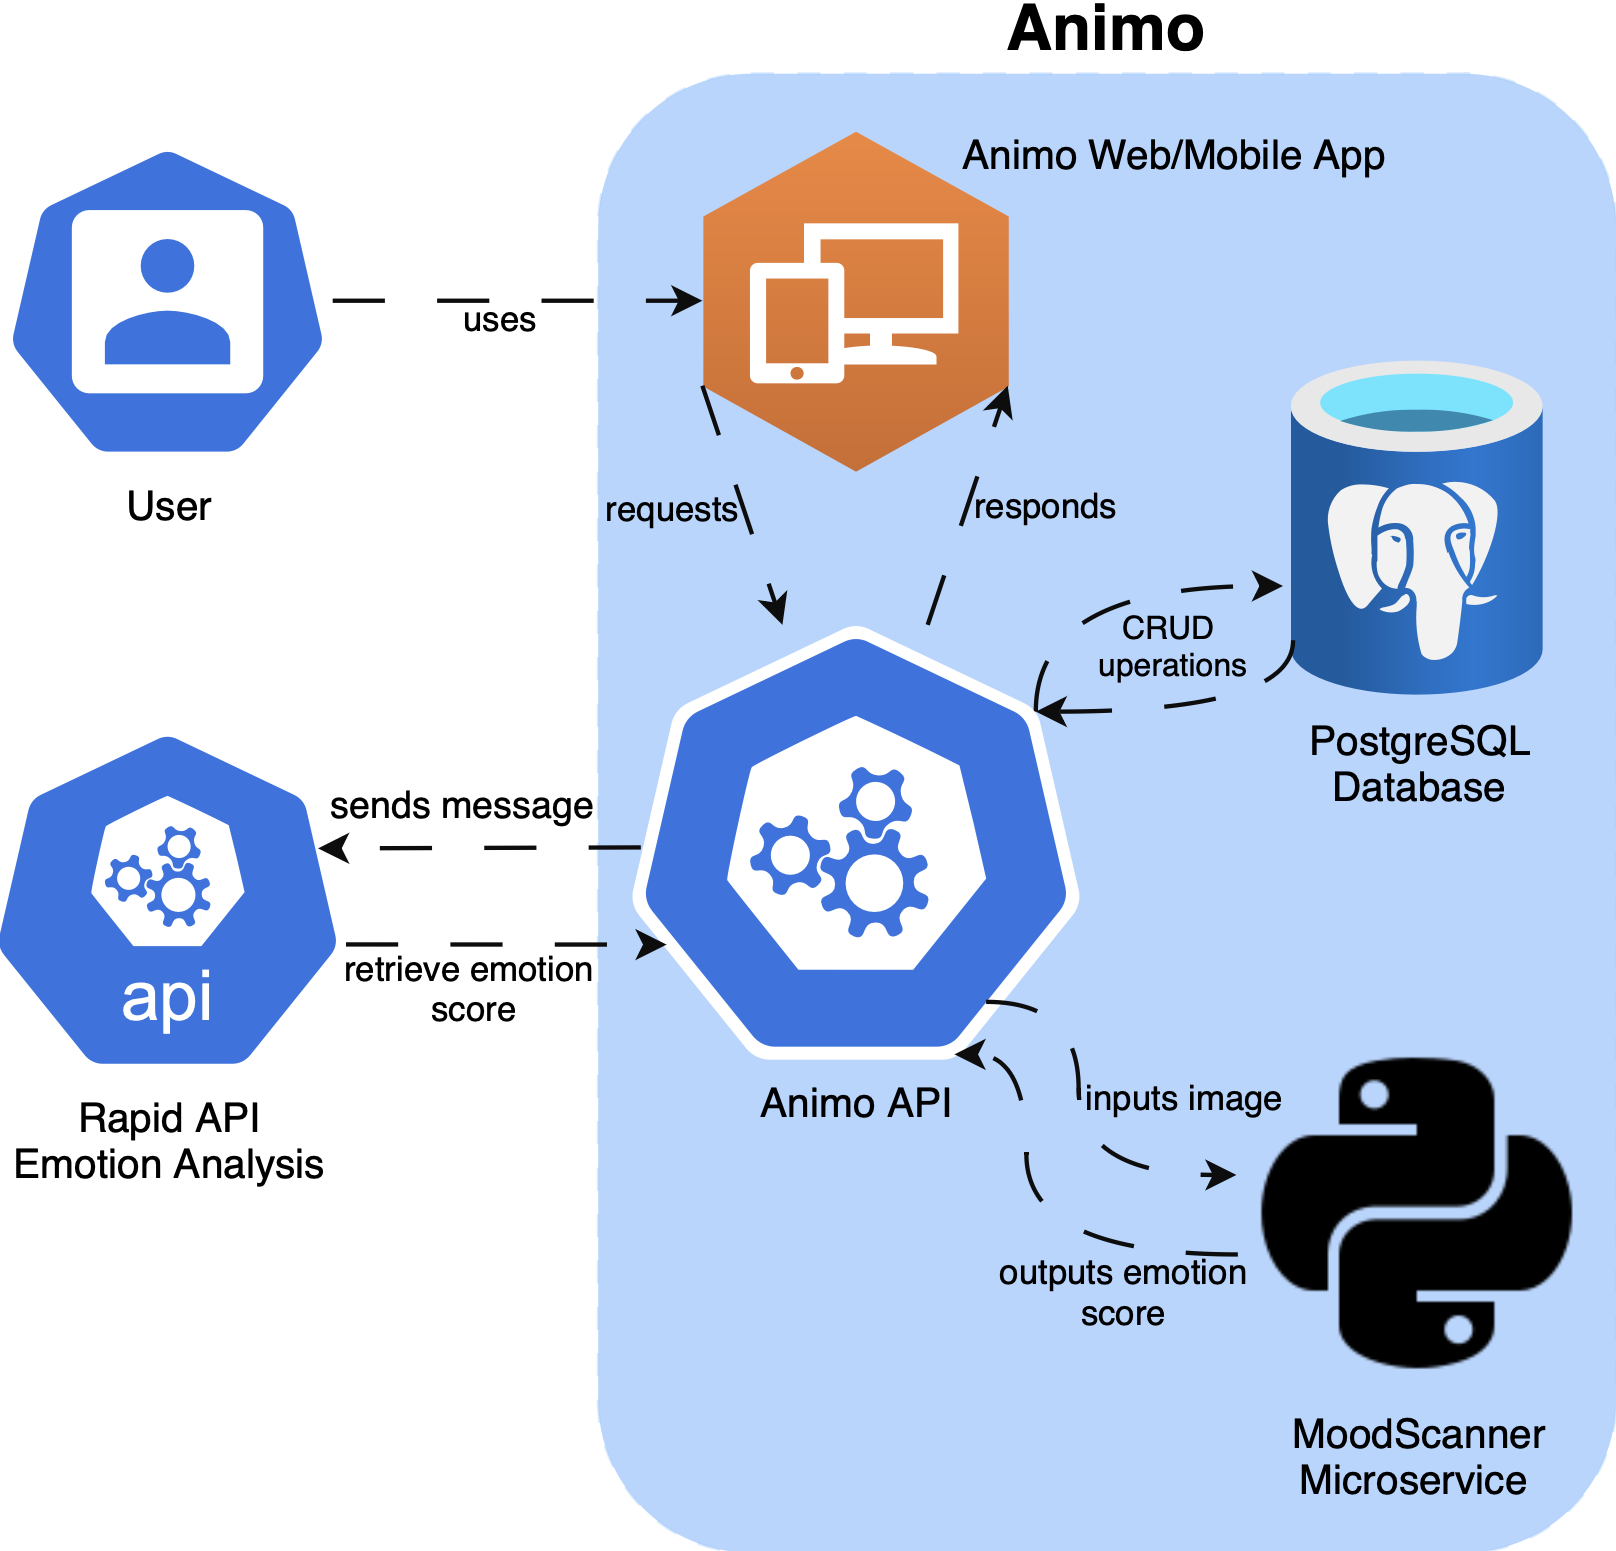 Animo
Animo Web/Mobile App
uses
User
requests
responds
CRUD
uperations
PostgreSQL
Database
sends message
retrieve emotion
score
api
Rapid API
Emotion Analysis
Animo API
inputs image
outputs emotion
score
MoodScanner
Microservice